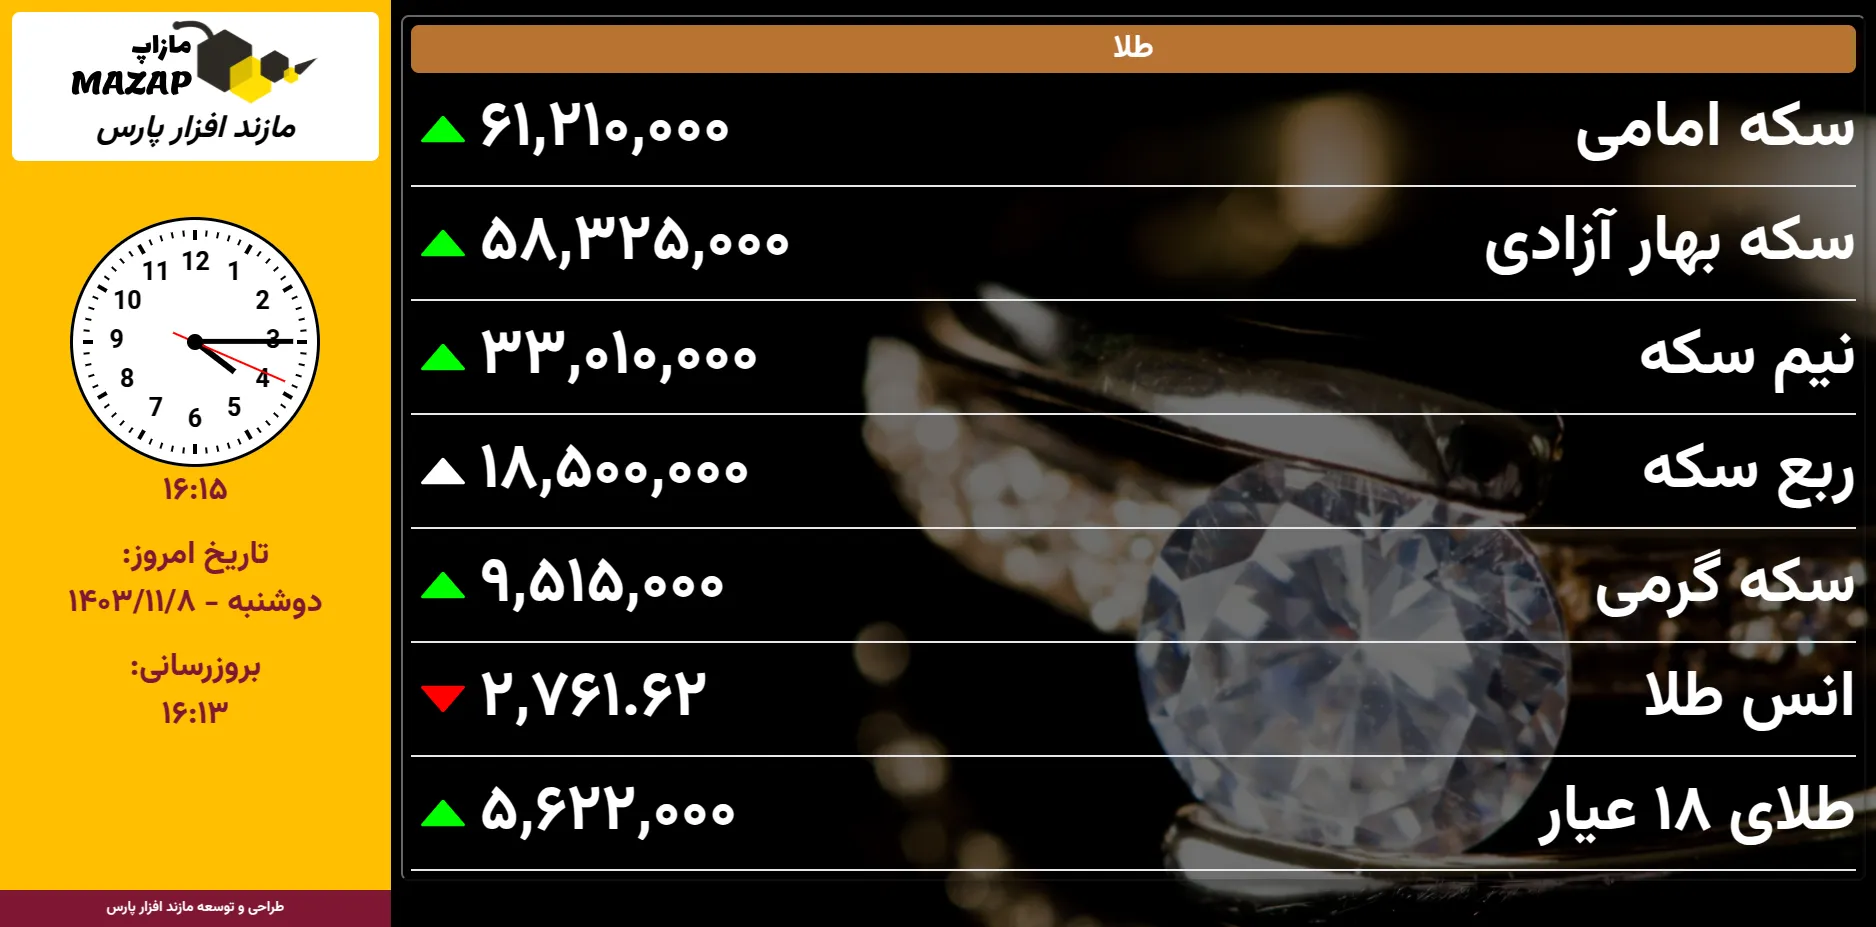 مازاپ
MAZAP
مازند افزار پارس
12
1
2
3
4
5
6
7
8
9
10
11
۱۶:۱۵
تاریخ امروز:
دوشنبه - ۱۴۰۳/۱۱/۸
بروزرسانی:
۱۶:۱۳
طراحی و توسعه مازند افزار پارس
طلا
سکه امامی ۶۱,۲۱۰,۰۰۰
سکه بهار آزادی ۵۸,۳۲۵,۰۰۰
نیم سکه ۳۳,۰۱۰,۰۰۰
ربع سکه ۱۸,۵۰۰,۰۰۰
سکه گرمی ۹,۵۱۵,۰۰۰
انس طلا ۲,۷۶۱.۶۲
طلای ۱۸ عیار ۵,۶۲۲,۰۰۰